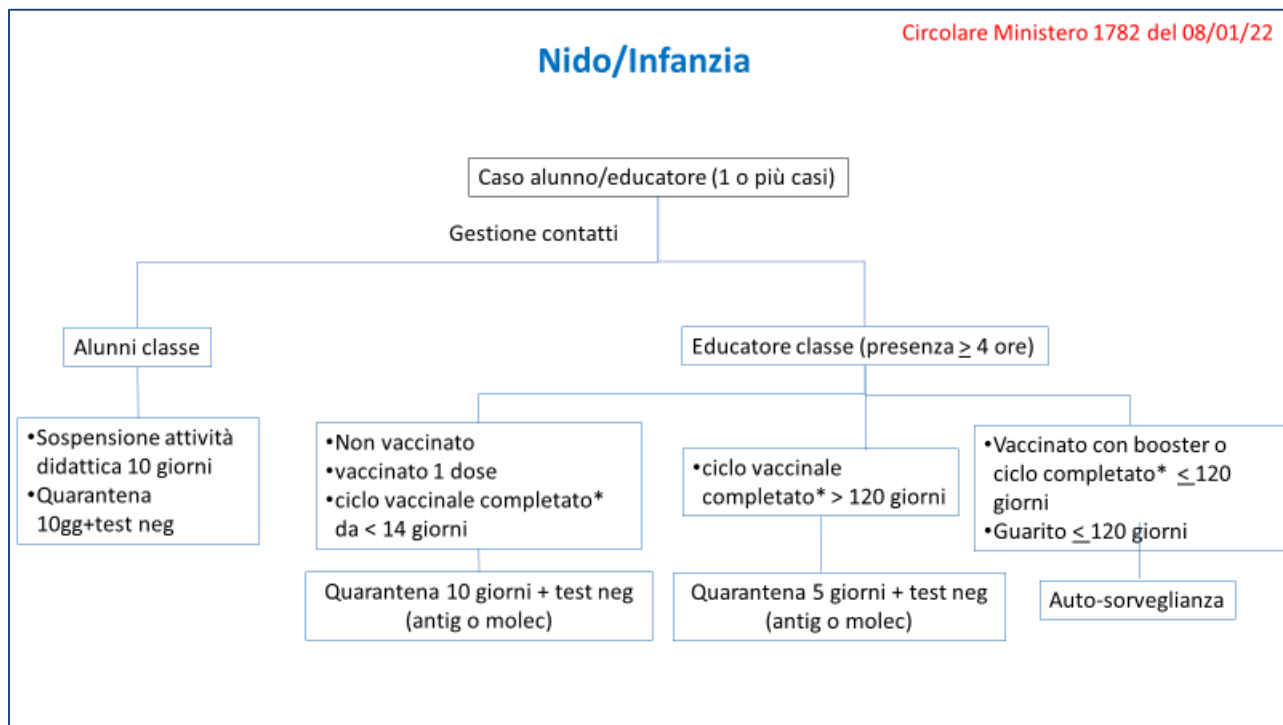 Circolare Ministero 1782 del 08/01/22
Nido/Infanzia
Caso alunno/educatore (1 o più casi)
Gestione contatti
Alunni classe
Educatore classe (presenza ≥ 4 ore)
•Sospensione attività
didattica 10 giorni
•Quarantena
10gg+test neg
•Non vaccinato
•vaccinato 1 dose
•ciclo vaccinale completato*
da < 14 giorni
•ciclo vaccinale
completato* > 120 giorni
•Vaccinato con booster o
ciclo completato* ≤ 120
giorni
•Guarito ≤ 120 giorni
Quarantena 10 giorni + test neg
(antig o molec)
Quarantena 5 giorni + test neg
(antig o molec)
Auto-sorveglianza